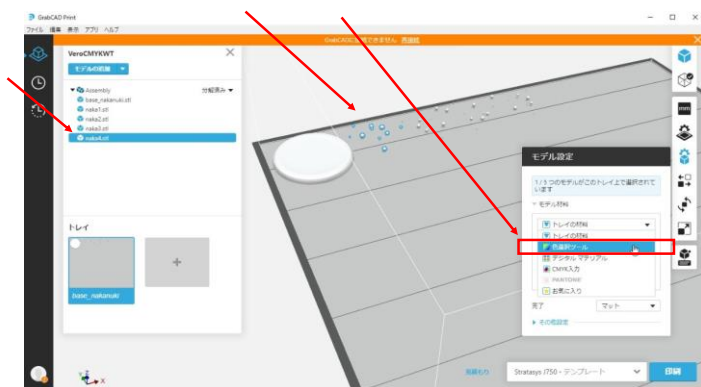 GrabCAD Print
ファイル 編集 表示 アプリ ヘルプ
VeroCMYKWT
モデルの追加
Assembly
分解済み
base_nakanuki.stl
naka1.stl
naka2.stl
naka3.stl
naka4.stl
トレイ
base_nakanuki
モデル設定
1 / 5 つのモデルがこのトレイ上で選択されて
います
モデル材料
トレイの材料
トレイの材料
色選択ツール
デジタル マテリアル
CMYK入力
PANTONE
お気に入り
完了
マット
その他設定
mm
見積もり
Stratasys J750 - テンプレート
印刷